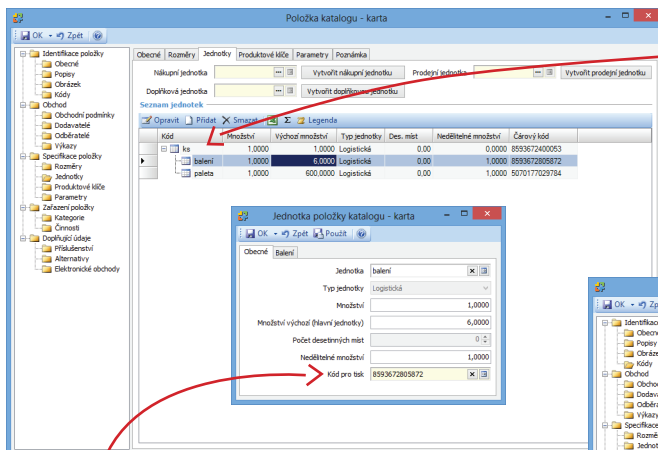 Položka katalogu - karta
OK Zpět
Identifikace položky
Obecné
Popisy
Obrázek
Kódy
Obchod
Obchodní podmínky
Dodavatelé
Odběratelé
Výkazy
Specifikace položky
Rozměry
Jednotky
Produktové klíče
Parametry
Zařazení položky
Kategorie
Činnosti
Doplňující údaje
Příslušenství
Alternativy
Elektronické obchody
Obecné Rozměry Jednotky Produktové klíče Parametry Poznámka
Nákupní jednotka Vytvořit nákupní jednotku Prodejní jednotka Vytvořit prodejní jednotku
Doplňková jednotka Vytvořit doplňkovou jednotku
Seznam jednotek
Opravit Přidat Smazat Σ Legenda
Kód Množství Výchozí množství Typ jednotky Des. míst Nedělitelné množství Čárový kód
ks 1,0000 1,0000 Logistická 0,00 0,0000 8593672400053
balení 1,0000 6,0000 Logistická 0,00 1,0000 8593672805872
paleta 1,0000 600,0000 Logistická 0,00 1,0000 5070177029784
Jednotka položky katalogu - karta
OK Zpět Použít
Obecné Balení
Jednotka balení
Typ jednotky Logistická
Množství 1,0000
Množství výchozí (hlavní jednotky) 6,0000
Počet desetinných míst 0
Nedělitelné množství 1,0000
Kód pro tisk 8593672805872
OK Zp
Identifikac
Obecn
Popisy
Obráze
Kódy
Obchod
Obchod
Dodava
Odběra
Výkazy
Specifikace
Rozmě
Jednot